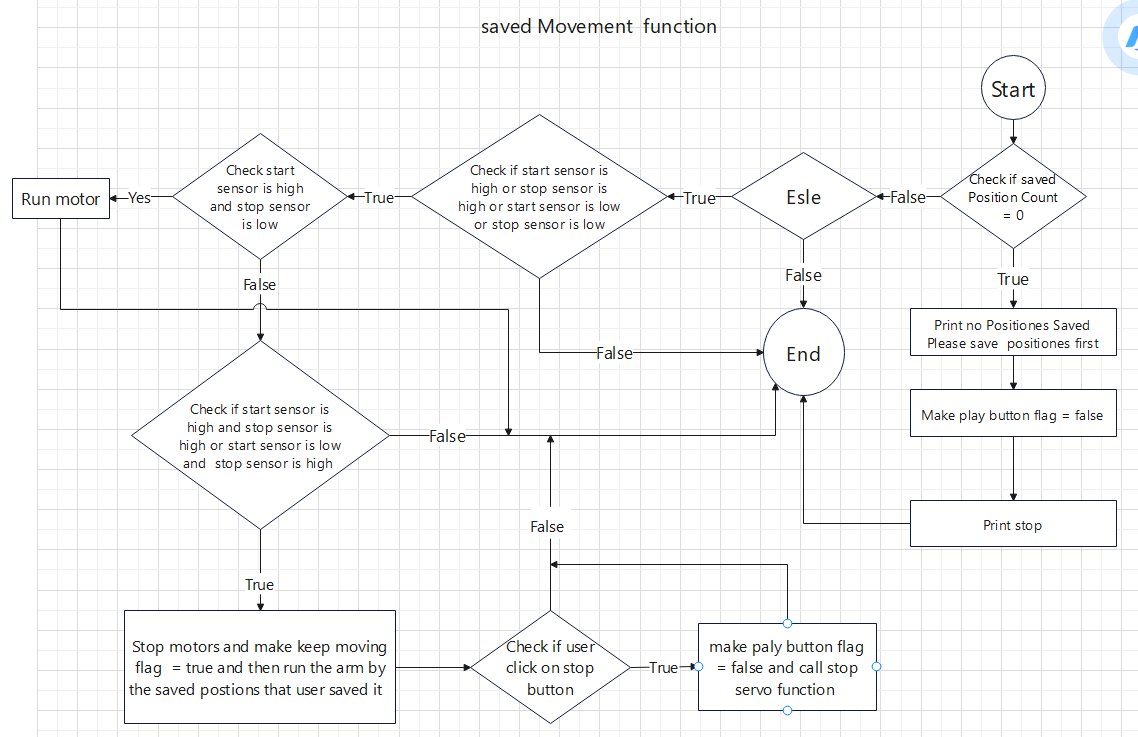 saved Movement function
Start
Check if saved
Position Count
= 0
False
Esle
True
Check if start sensor is
high or stop sensor is
high or start sensor is low
or stop sensor is low
True
Check start
sensor is high
and stop sensor
is low
Yes
Run motor
False
False
True
End
False
Print no Positiones Saved
Please save positiones first
Make play button flag = false
Print stop
Check if start sensor is
high and stop sensor is
high or start sensor is low
and stop sensor is high
False
True
False
Stop motors and make keep moving
flag = true and then run the arm by
the saved postions that user saved it
Check if user
click on stop
button
True
make paly button flag
= false and call stop
servo function